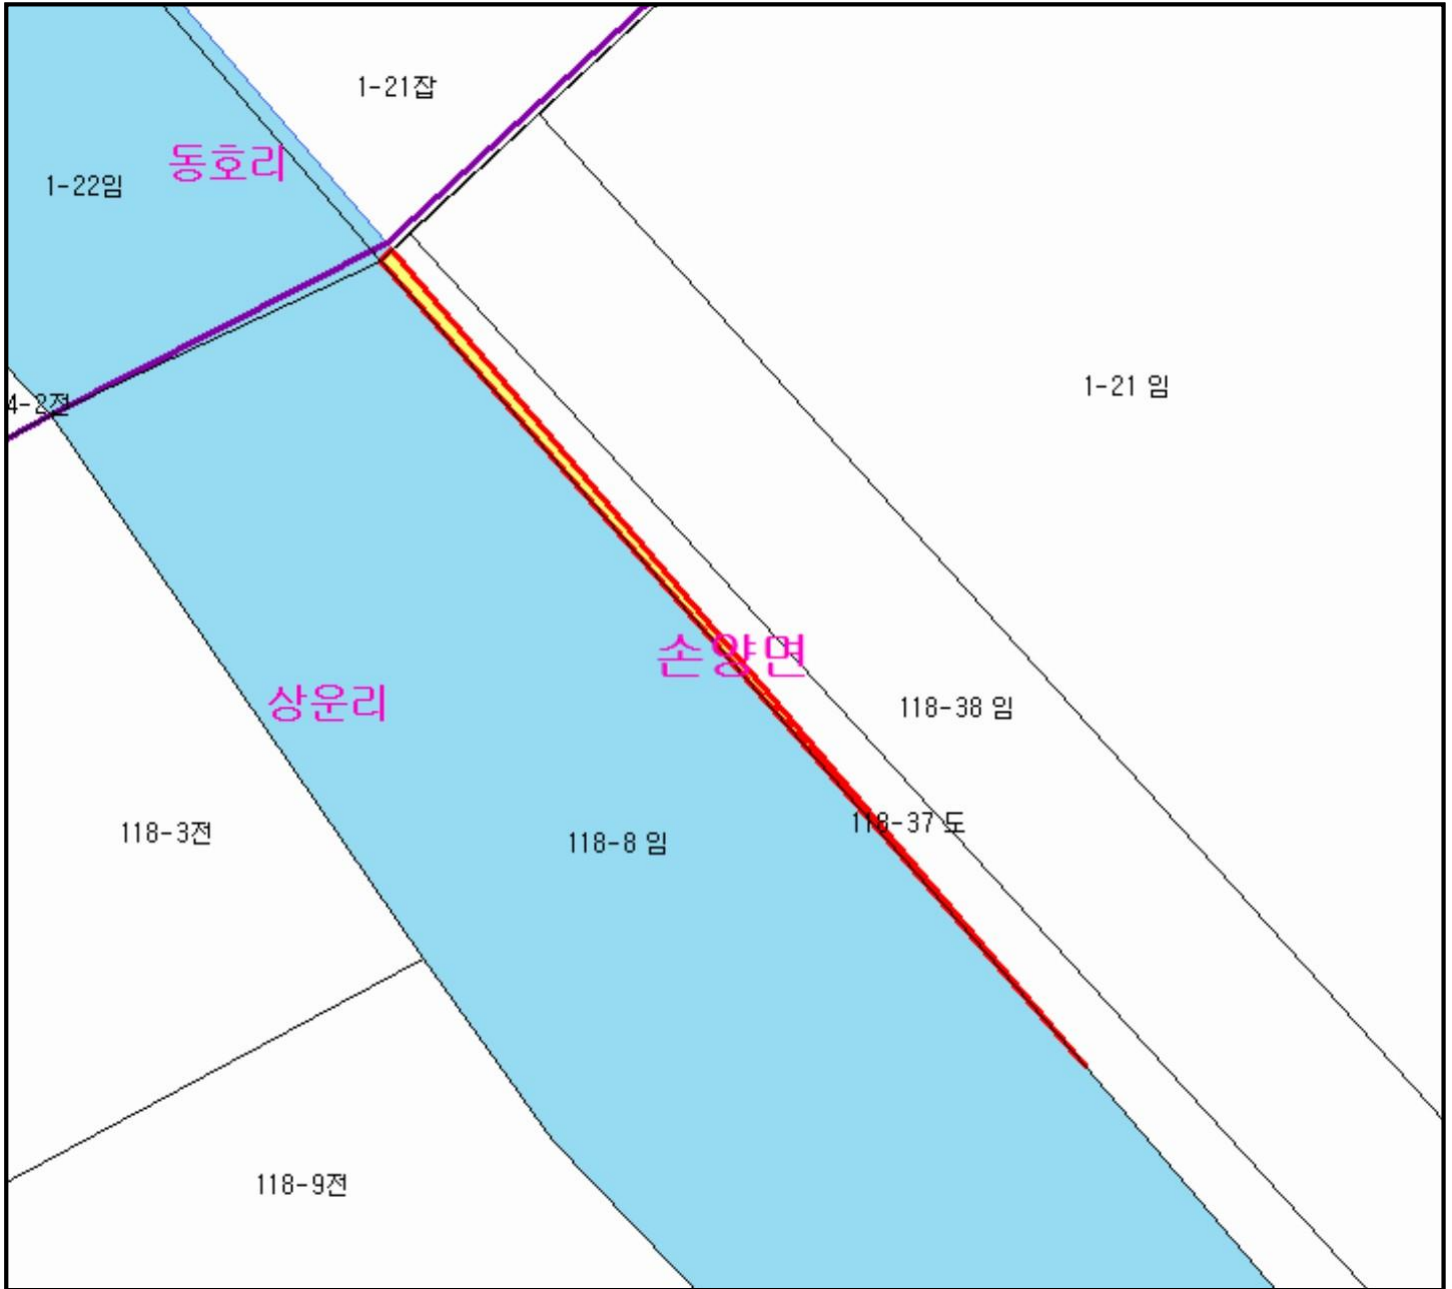 1-21잡
동호리
1-22임
1-21 임
4-2전
손양면
상운리
118-38 임
118-37 도
118-3전
118-8 임
118-9전